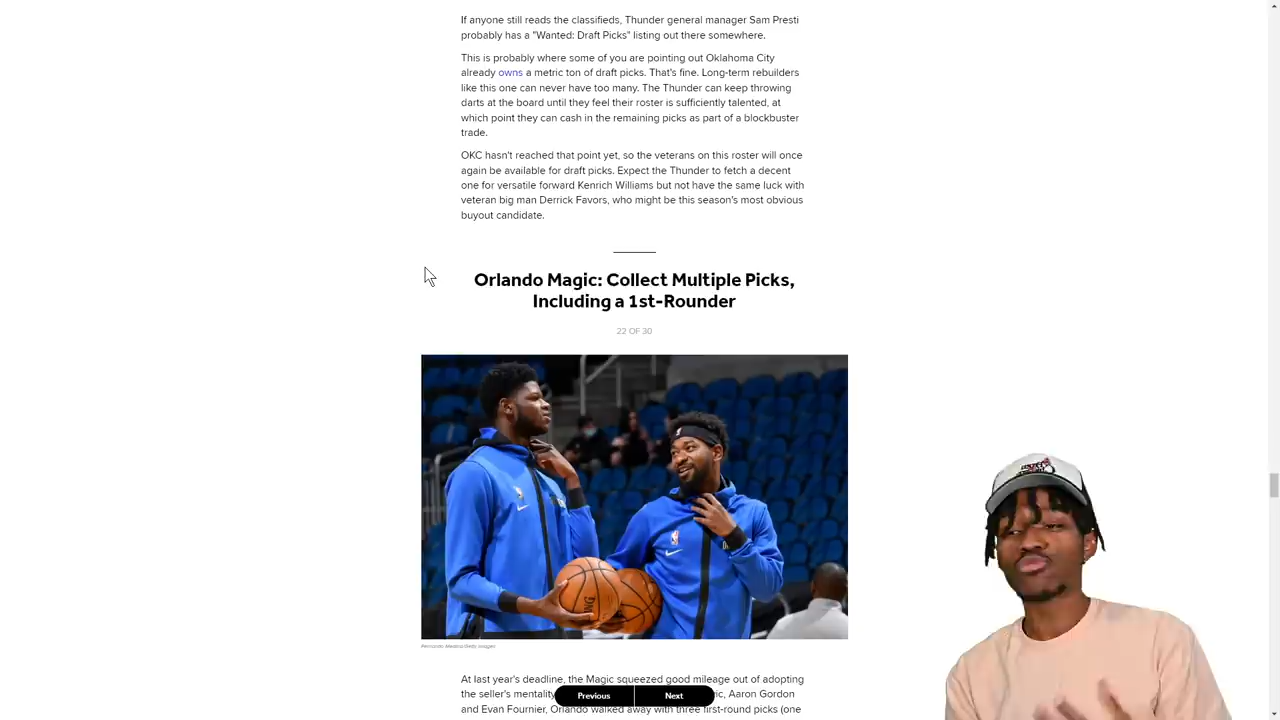 If anyone still reads the classifieds, Thunder general manager Sam Presti
probably has a "Wanted: Draft Picks" listing out there somewhere.
This is probably where some of you are pointing out Oklahoma City
already owns a metric ton of draft picks. That's fine. Long-term rebuilders
like this one can never have too many. The Thunder can keep throwing
darts at the board until they feel their roster is sufficiently talented, at
which point they can cash in the remaining picks as part of a blockbuster
trade.
OKC hasn't reached that point yet, so the veterans on this roster will once
again be available for draft picks. Expect the Thunder to fetch a decent
one for versatile forward Kenrich Williams but not have the same luck with
veteran big man Derrick Favors, who might be this season's most obvious
buyout candidate.
Orlando Magic: Collect Multiple Picks,
Including a 1st-Rounder
22 OF 30
Fernando Medina/Getty Images
At last year's deadline, the Magic squeezed good mileage out of adopting
the seller's mentality
ic, Aaron Gordon
Previous
Next
and Evan Fournier, Orlando walked away with three first-round picks (one